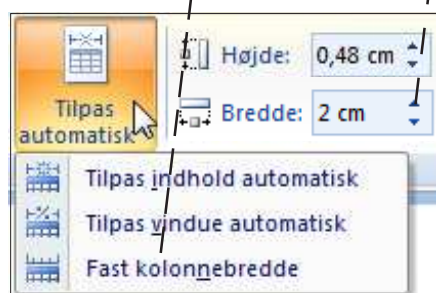 Højde: 0,48 cm
Tilpas automatisk
Bredde: 2 cm
Tilpas indhold automatisk
Tilpas vindue automatisk
Fast kolonnebredde